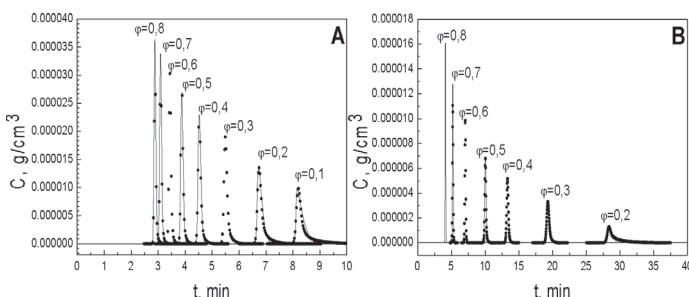 A
C, g/cm³
0.000040
0.000035
0.000030
0.000025
0.000020
0.000015
0.000010
0.000005
0.000000
φ=0,8
φ=0,7
φ=0,6
φ=0,5
φ=0,4
φ=0,3
φ=0,2
φ=0,1
0 1 2 3 4 5 6 7 8 9 10
t, min
B
C, g/cm³
0.000018
0.000016
0.000014
0.000012
0.000010
0.000008
0.000006
0.000004
0.000002
0.000000
φ=0,8
φ=0,7
φ=0,6
φ=0,5
φ=0,4
φ=0,3
φ=0,2
0 5 10 15 20 25 30 35 40
t, min